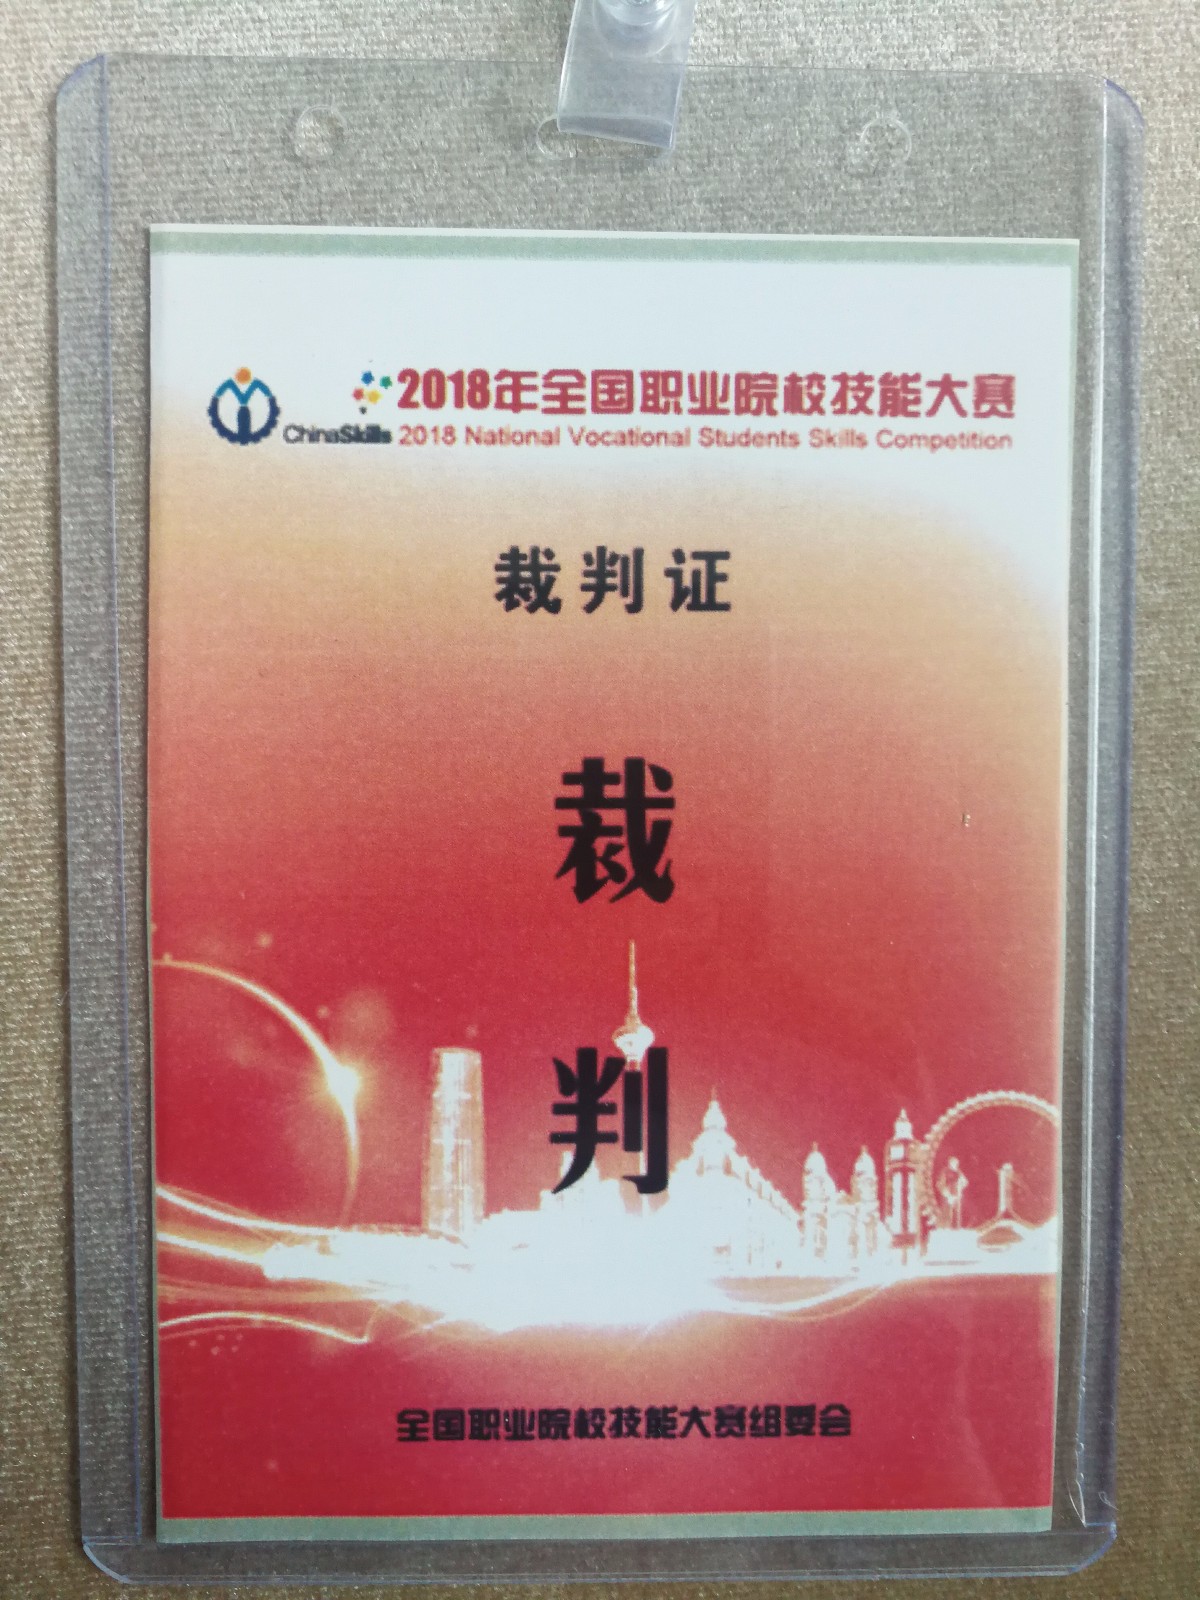 2018年全国职业院校技能大赛
ChinaSkills 2018 National Vocational Students Skills Competition
裁判证
裁
判
全国职业院校技能大赛组委会